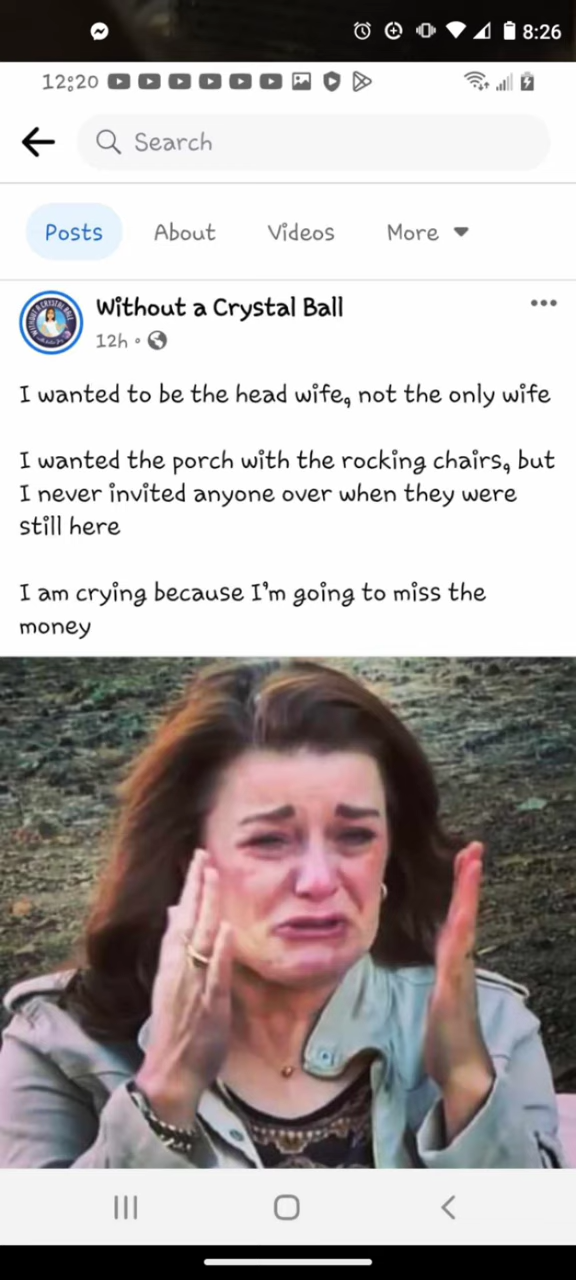 8:26
12:20
Search
Posts About Videos More
Without a Crystal Ball
12h
I wanted to be the head wife, not the only wife
I wanted the porch with the rocking chairs, but
I never invited anyone over when they were
still here
I am crying because I'm going to miss the
money